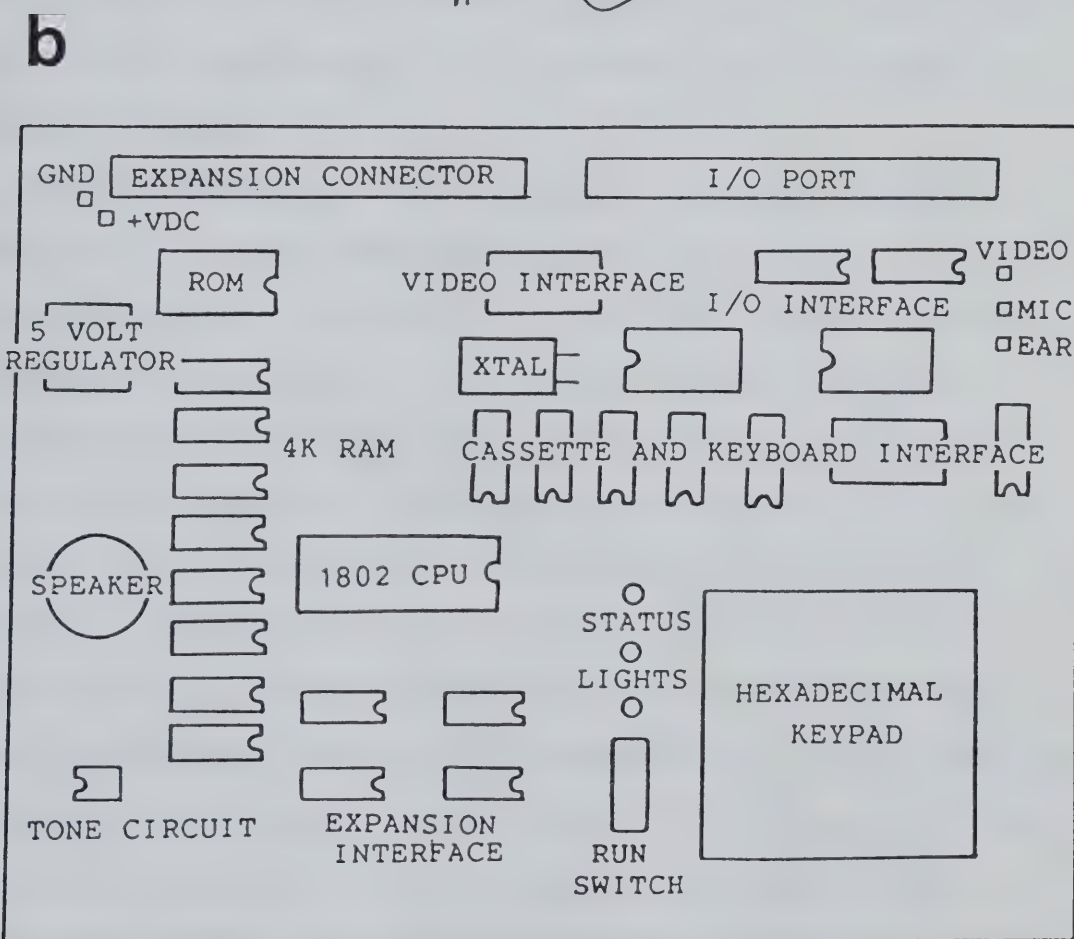 b
GND
EXPANSION CONNECTOR
I/O PORT
+VDC
ROM
VIDEO INTERFACE
VIDEO
I/O INTERFACE
MIC
5 VOLT
REGULATOR
EAR
XTAL
4K RAM
CASSETTE AND KEYBOARD INTERFACE
SPEAKER
1802 CPU
STATUS
LIGHTS
HEXADECIMAL
KEYPAD
TONE CIRCUIT
EXPANSION
INTERFACE
RUN
SWITCH